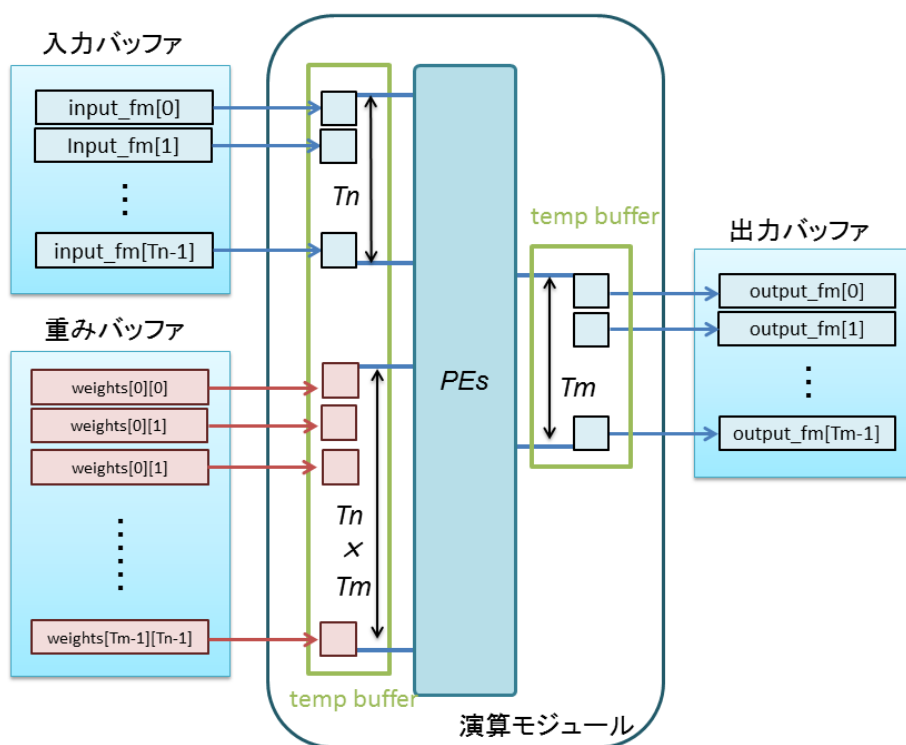 入力バッファ
input_fm[0]
Input_fm[1]
⋮
input_fm[Tn-1]
重みバッファ
weights[0][0]
weights[0][1]
weights[0][1]
weights[Tm-1][Tn-1]
Tn
Tn
×
Tm
temp buffer
PEs
temp buffer
Tm
演算モジュール
出力バッファ
output_fm[0]
output_fm[1]
⋮
output_fm[Tm-1]